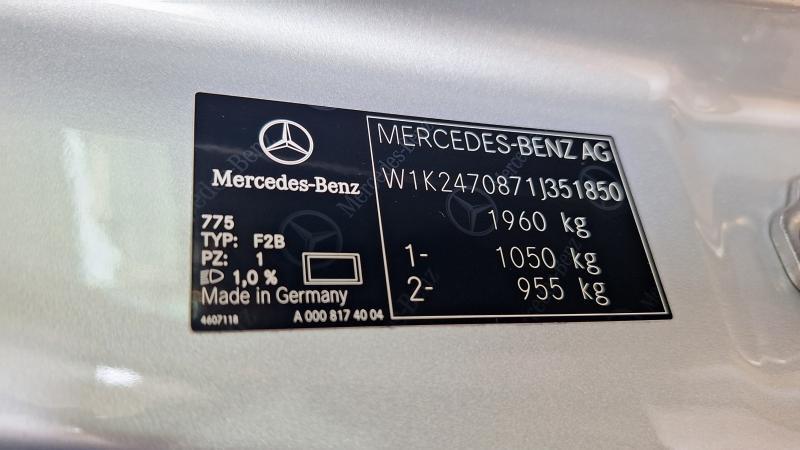 Mercedes-Benz
775
TYP: F2B
PZ: 1
1,0 %
Made in Germany
4607118
A 000 817 40 04
MERCEDES-BENZ AG
W1K2470871J351850
1960 kg
1- 1050 kg
2- 955 kg